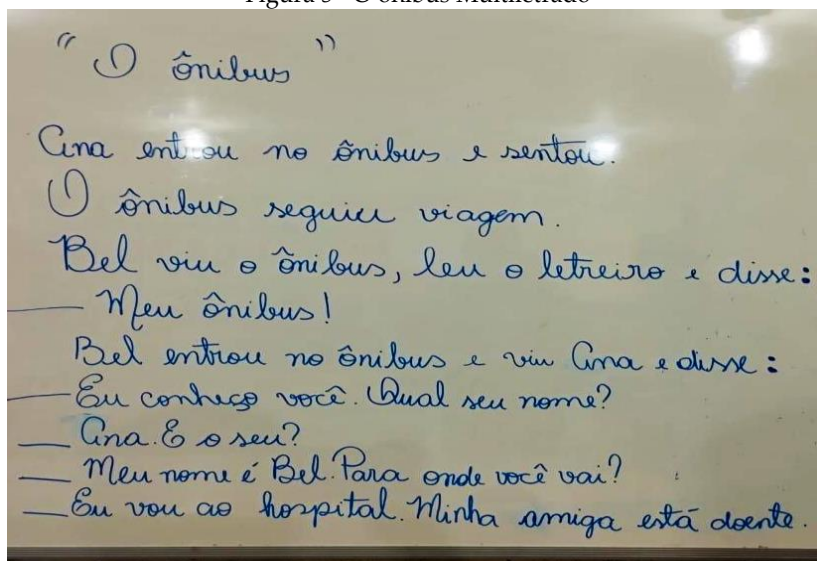 Figura 3 - O ônibus Multiletrado
“O ônibus”
Ana entrou no ônibus e sentou.
O ônibus seguiu viagem.
Bel viu o ônibus, leu o letreiro e disse:
— Meu ônibus!
Bel entrou no ônibus e viu Ana e disse:
— Eu conheço você. Qual seu nome?
— Ana. E o seu?
— Meu nome é Bel. Para onde você vai?
— Eu vou ao hospital. Minha amiga está doente.